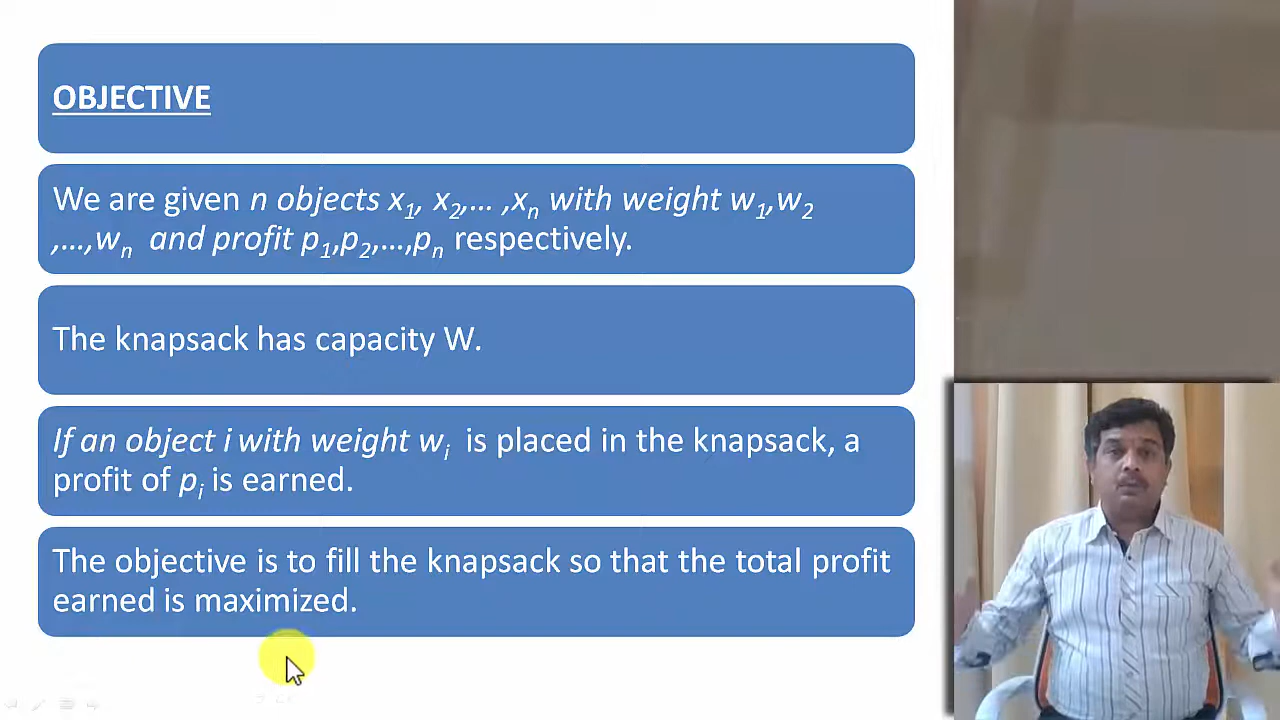 OBJECTIVE
We are given n objects x₁, x₂,… ,xₙ with weight w₁,w₂
,…,wₙ and profit p₁,p₂,…,pₙ respectively.
The knapsack has capacity W.
If an object i with weight wᵢ is placed in the knapsack, a
profit of pᵢ is earned.
The objective is to fill the knapsack so that the total profit
earned is maximized.